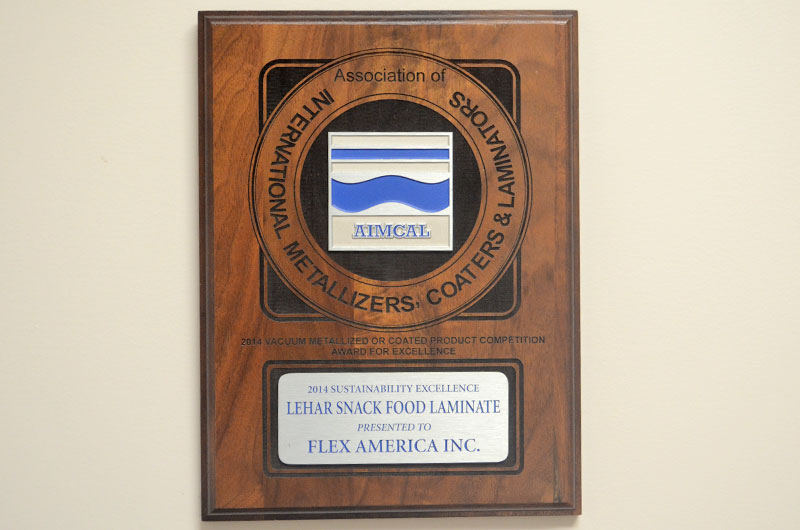 Association of
INTERNATIONAL METALLIZERS, COATERS & LAMINATORS
AIMCAL
2014 VACUUM METALLIZED OR COATED PRODUCT COMPETITION
AWARD FOR EXCELLENCE
2014 SUSTAINABILITY EXCELLENCE
LEHAR SNACK FOOD LAMINATE
PRESENTED TO
FLEX AMERICA INC.